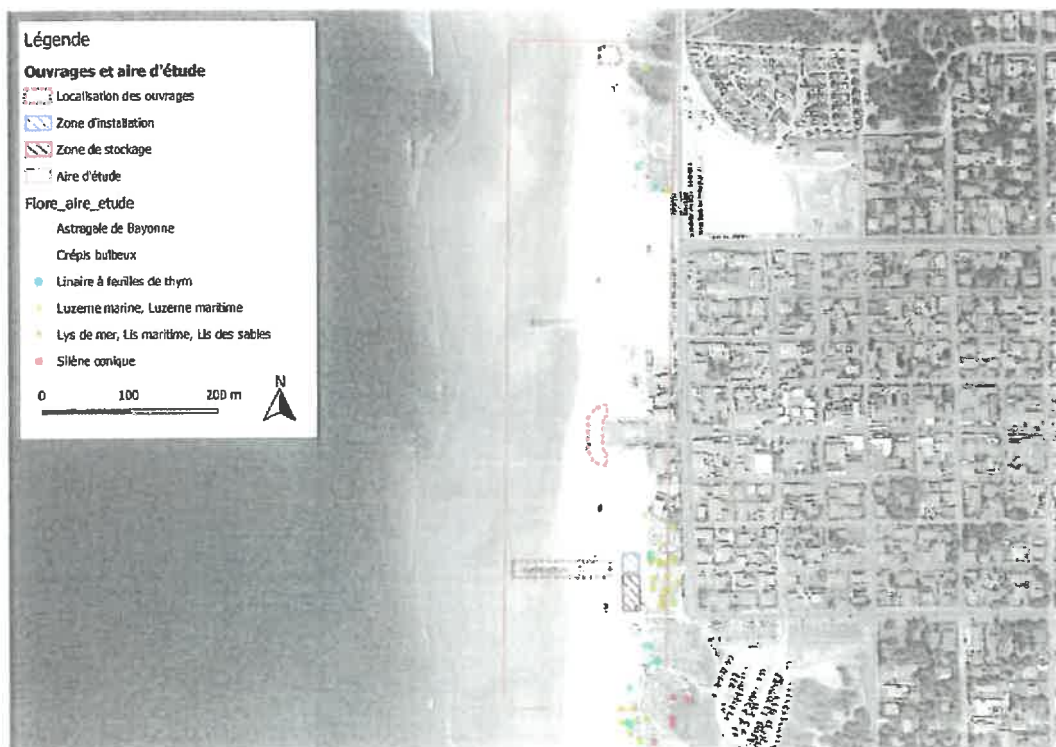 Légende
Ouvrages et aire d'étude
Localisation des ouvrages
Zone d'installation
Zone de stockage
Aire d'étude
Flore_aire_etude
Astragale de Bayonne
Crépis bulbeux
Linaire à feuilles de thym
Luzerne marine, Luzerne maritime
Lys de mer, Lis maritime, Lis des sables
Silène conique
0 100 200 m
N